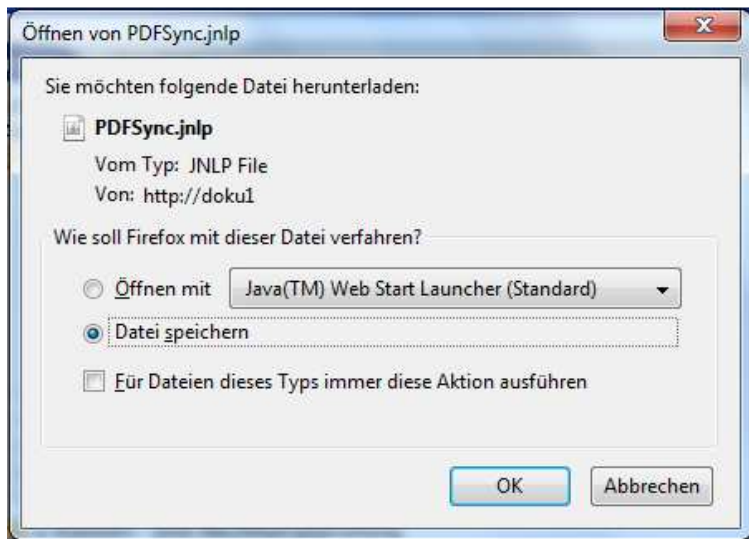 Öffnen von PDFSync.jnlp
Sie möchten folgende Datei herunterladen:
PDFSync.jnlp
Vom Typ: JNLP File
Von: http://doku1
Wie soll Firefox mit dieser Datei verfahren?
Öffnen mit Java(TM) Web Start Launcher (Standard)
Datei speichern
Für Dateien dieses Typs immer diese Aktion ausführen
OK Abbrechen